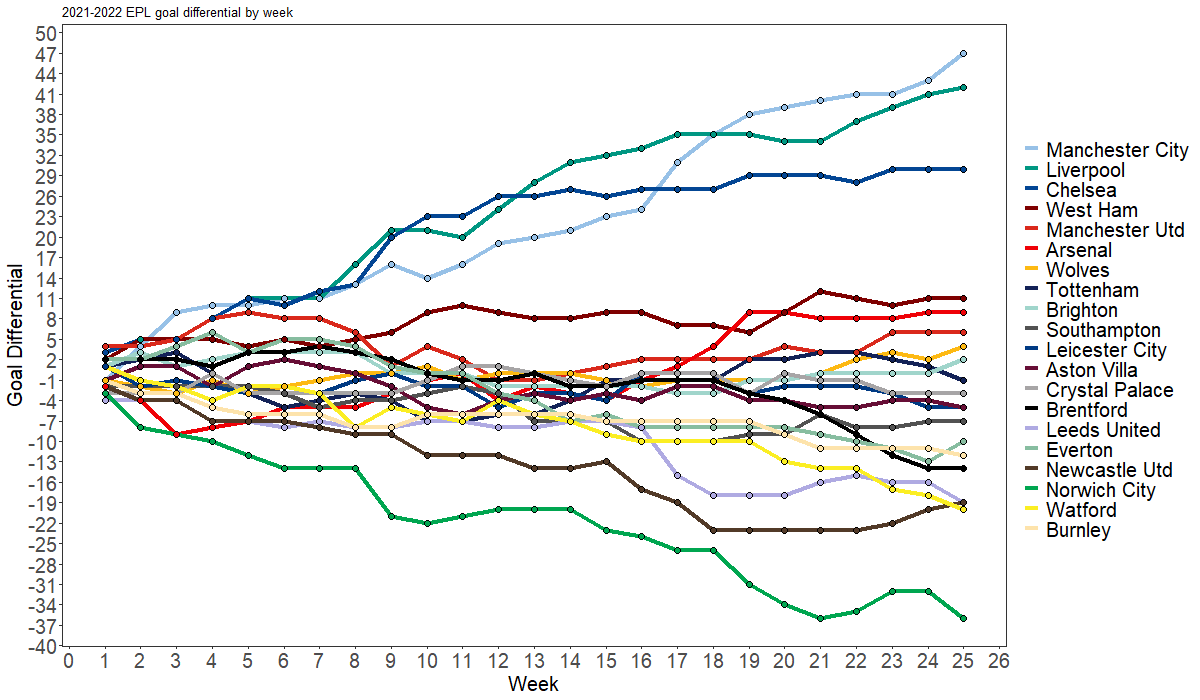 2021-2022 EPL goal differential by week
Goal Differential
50
47
44
41
38
35
32
29
26
23
20
17
14
11
8
5
2
-1
-4
-7
-10
-13
-16
-19
-22
-25
-28
-31
-34
-37
-40
0 1 2 3 4 5 6 7 8 9 10 11 12 13 14 15 16 17 18 19 20 21 22 23 24 25 26
Week
Manchester City
Liverpool
Chelsea
West Ham
Manchester Utd
Arsenal
Wolves
Tottenham
Brighton
Southampton
Leicester City
Aston Villa
Crystal Palace
Brentford
Leeds United
Everton
Newcastle Utd
Norwich City
Watford
Burnley